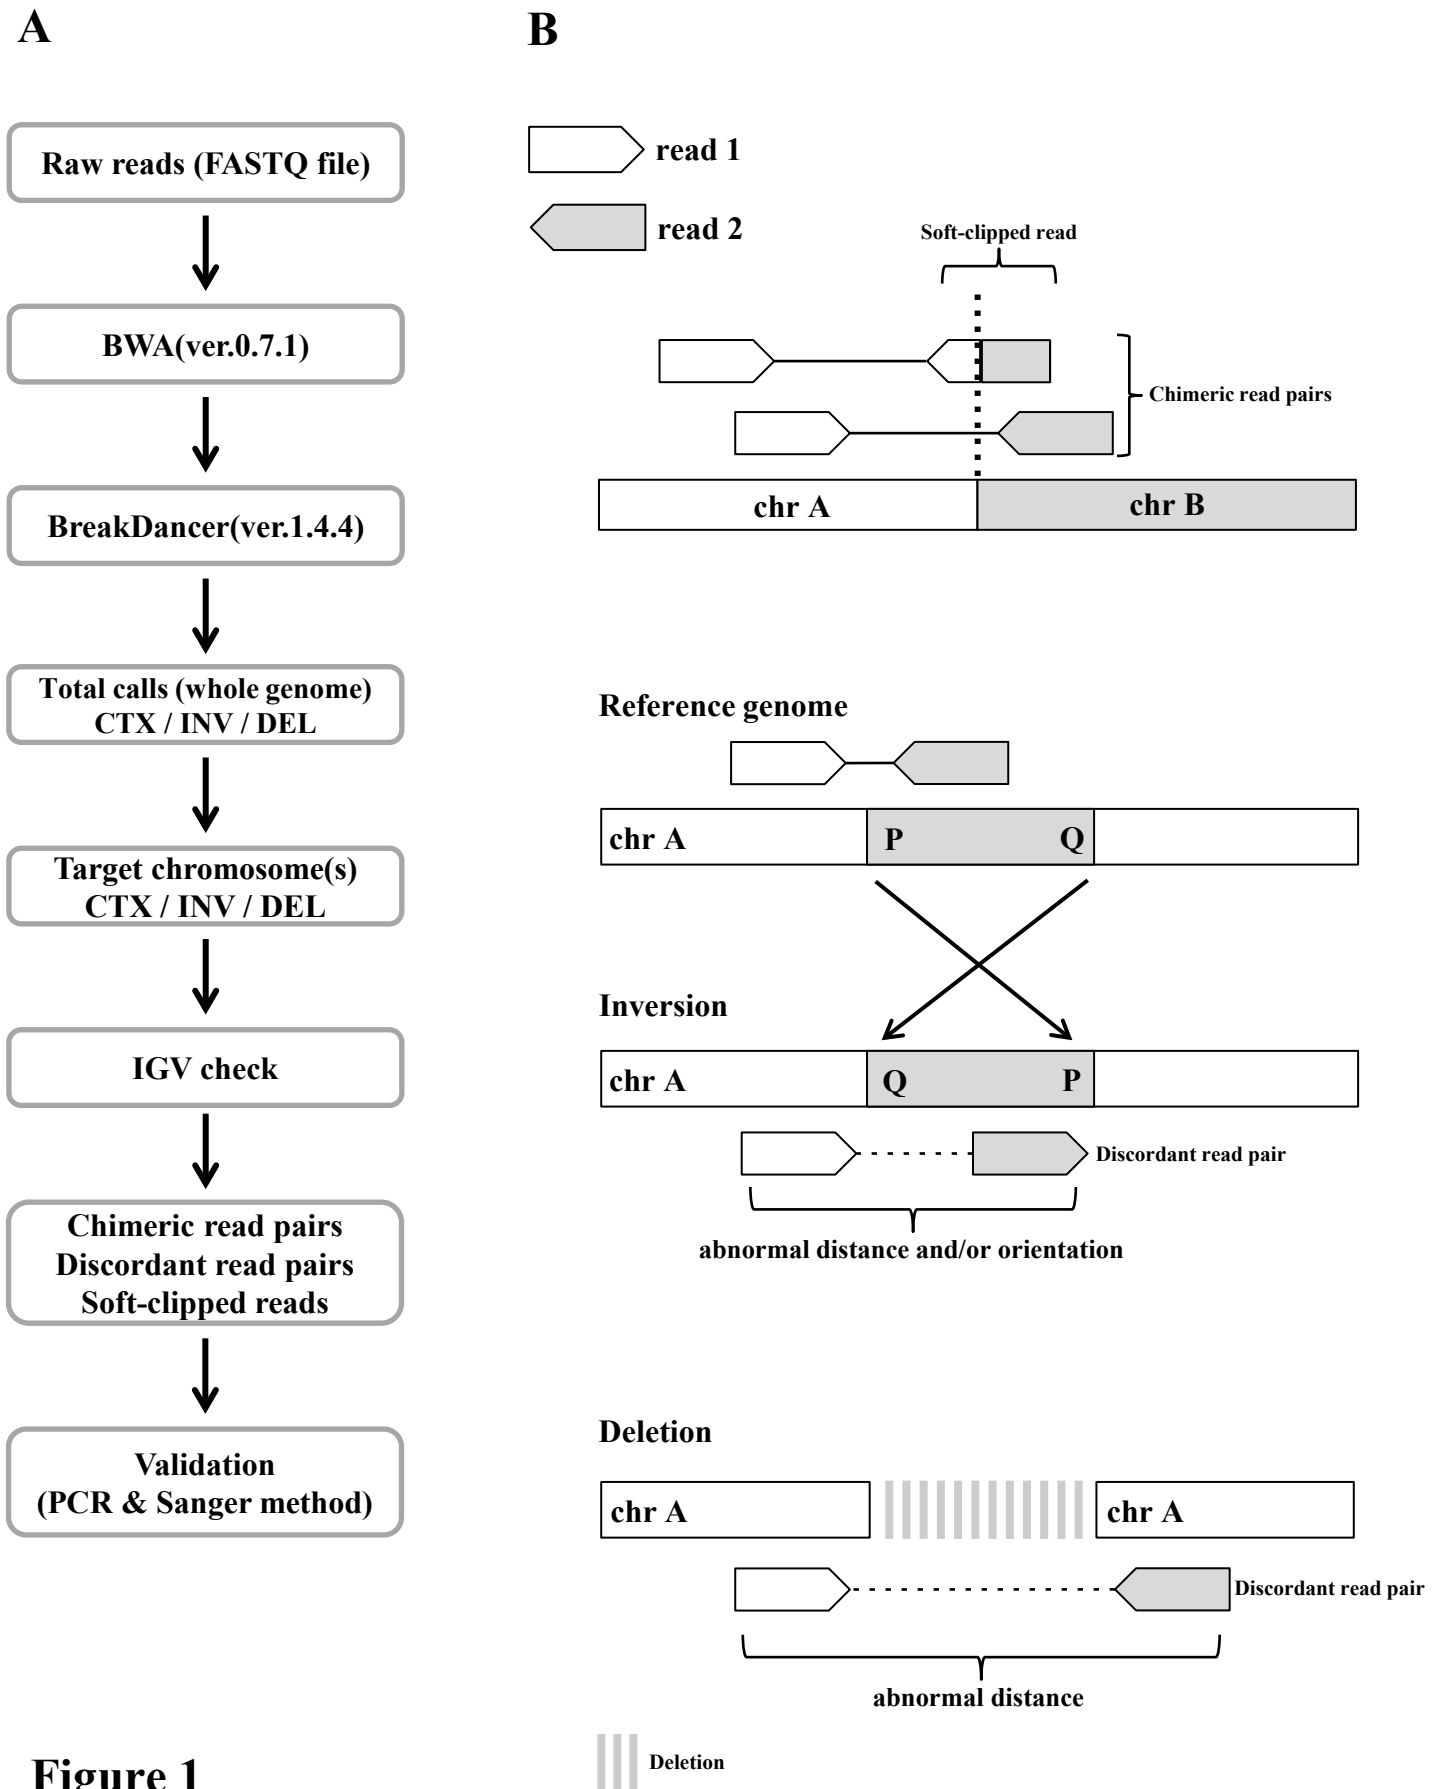 A
Raw reads (FASTQ file)
BWA(ver.0.7.1)
BreakDancer(ver.1.4.4)
Total calls (whole genome)
CTX / INV / DEL
Target chromosome(s)
CTX / INV / DEL
IGV check
Chimeric read pairs
Discordant read pairs
Soft-clipped reads
Validation
(PCR & Sanger method)
B
read 1
read 2
Soft-clipped read
Chimeric read pairs
chr A
chr B
Reference genome
chr A
P
Q
Inversion
chr A
Q
P
Discordant read pair
abnormal distance and/or orientation
Deletion
chr A
chr A
Discordant read pair
abnormal distance
Deletion
Figure 1